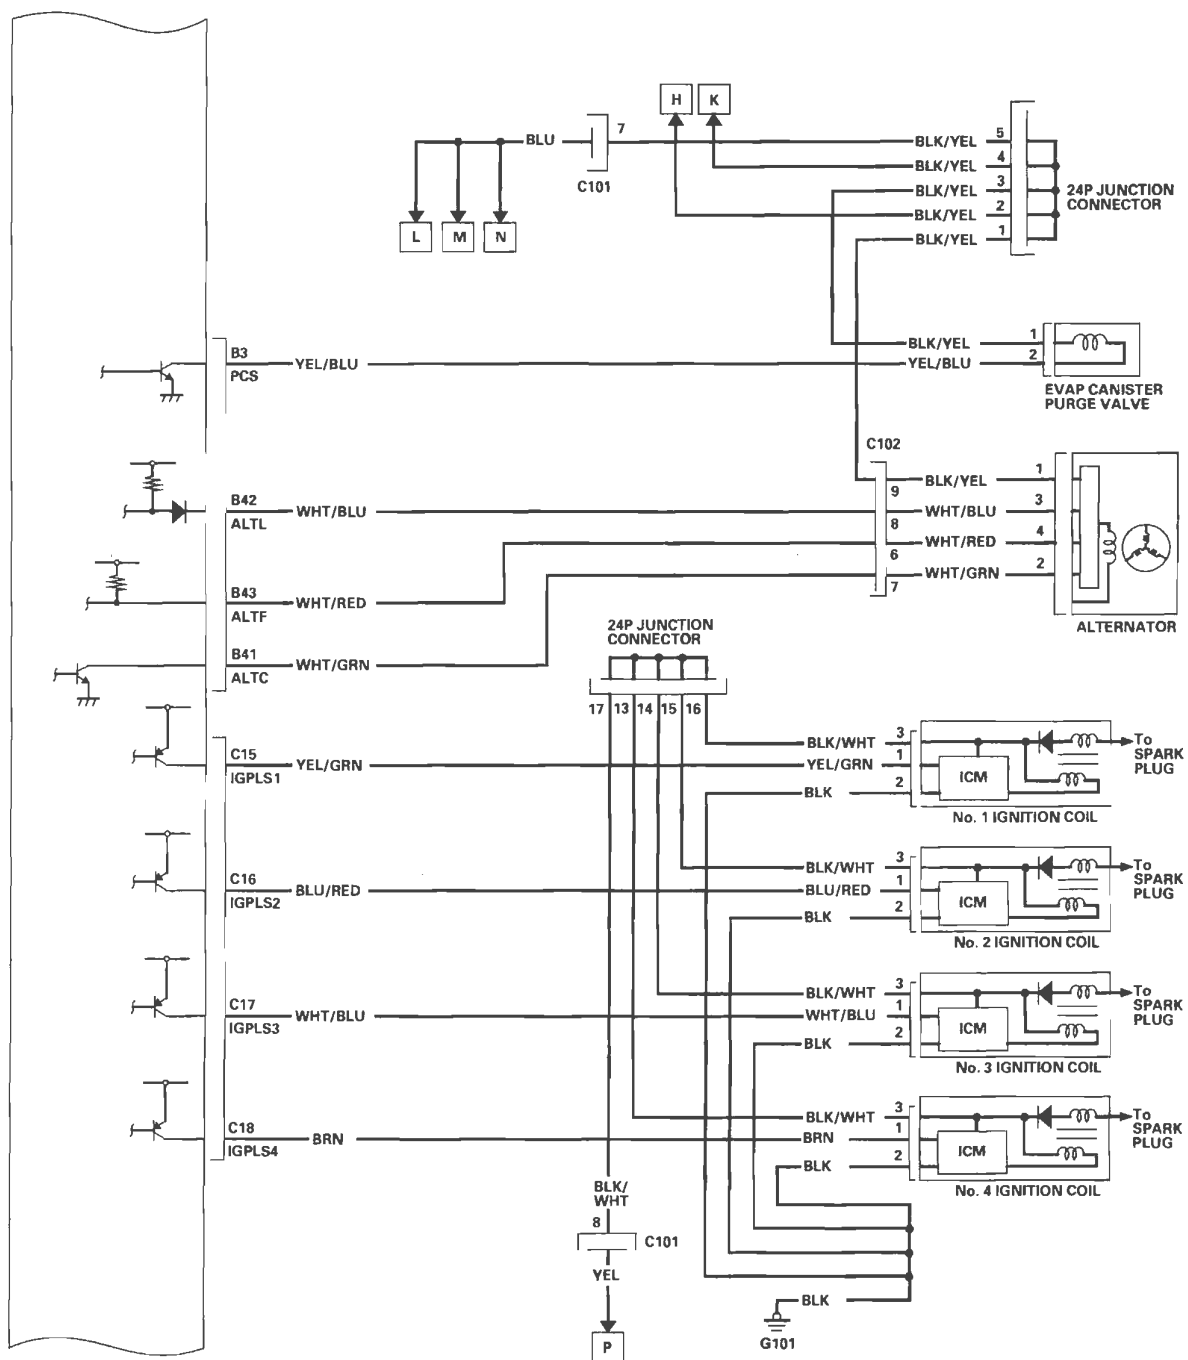 H K
BLU
7
C101
L M N
BLK/YEL 5
BLK/YEL 4
BLK/YEL 3
BLK/YEL 2
BLK/YEL 1
24P JUNCTION
CONNECTOR
B3
PCS
YEL/BLU
BLK/YEL 1
YEL/BLU 2
EVAP CANISTER
PURGE VALVE
C102
B42
ALTL
WHT/BLU
B43
ALTF
WHT/RED
B41
ALTC
WHT/GRN
9 BLK/YEL 1
8 WHT/BLU 3
6 WHT/RED 4
7 WHT/GRN 2
ALTERNATOR
24P JUNCTION
CONNECTOR
17 13 14 15 16
C15
IGPLS1
YEL/GRN
BLK/WHT 3
YEL/GRN 1
BLK 2
ICM
To
SPARK
PLUG
No. 1 IGNITION COIL
C16
IGPLS2
BLU/RED
BLK/WHT 3
BLU/RED 1
BLK 2
ICM
To
SPARK
PLUG
No. 2 IGNITION COIL
C17
IGPLS3
WHT/BLU
BLK/WHT 3
WHT/BLU 1
BLK 2
ICM
To
SPARK
PLUG
No. 3 IGNITION COIL
C18
IGPLS4
BRN
BLK/WHT 3
BRN 1
BLK 2
ICM
To
SPARK
PLUG
No. 4 IGNITION COIL
BLK/
WHT
8
C101
YEL
P
BLK
G101